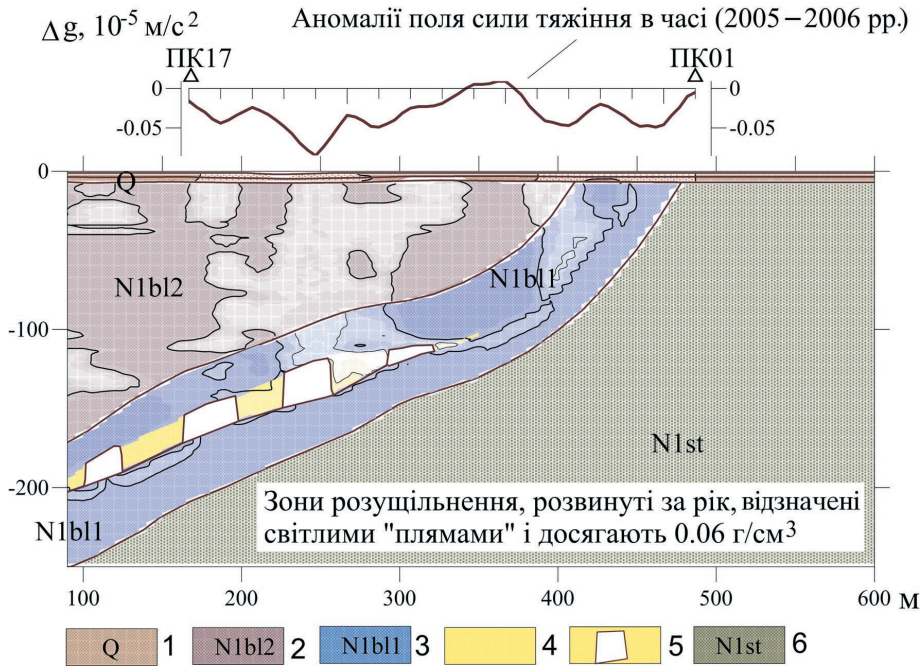 Аномалії поля сили тяжіння в часі (2005–2006 рр.)
Δg, 10⁻⁵ м/с²
ПК17 ПК01
0 0
-0.05 -0.05
0
Q
N1bl2 N1bl1
-100
N1st
-200
Зони розущільнення, розвинуті за рік, відзначені
світлими "плямами" і досягають 0.06 г/см³
N1bl1
100 200 300 400 500 600 м
Q 1 N1bl2 2 N1bl1 3 4 5 N1st 6